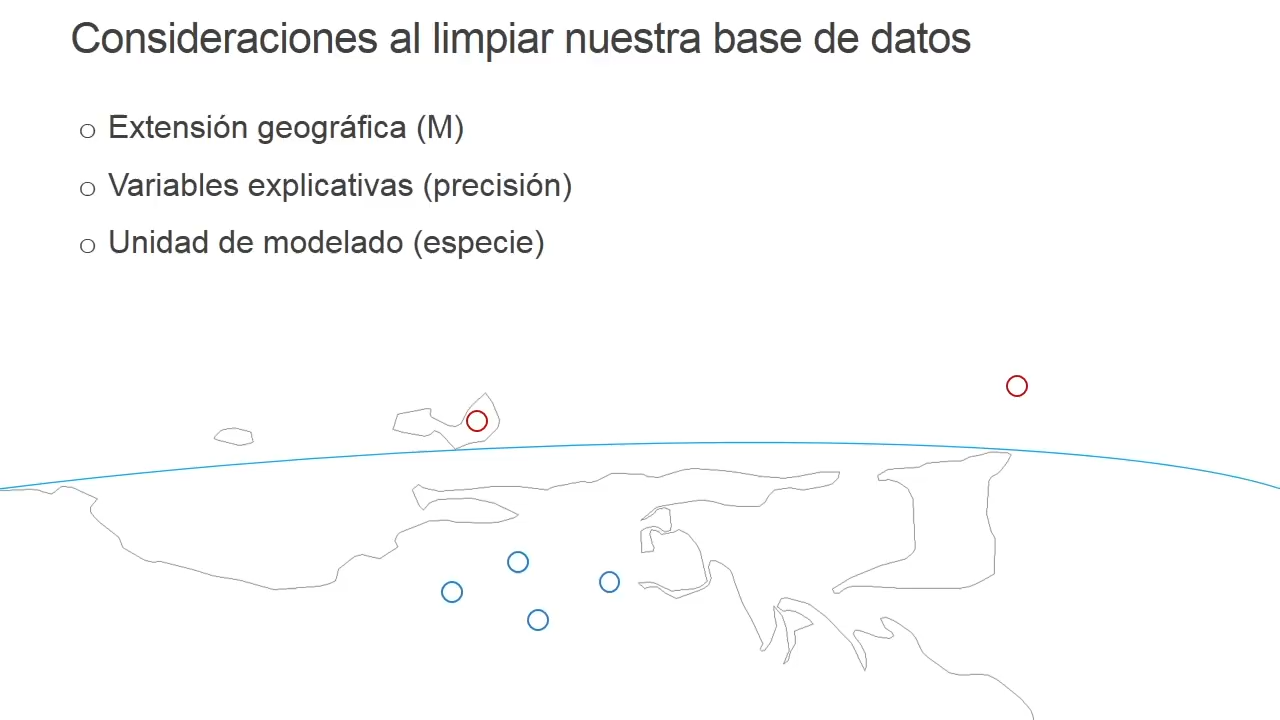 Consideraciones al limpiar nuestra base de datos
Extensión geográfica (M)
Variables explicativas (precisión)
Unidad de modelado (especie)